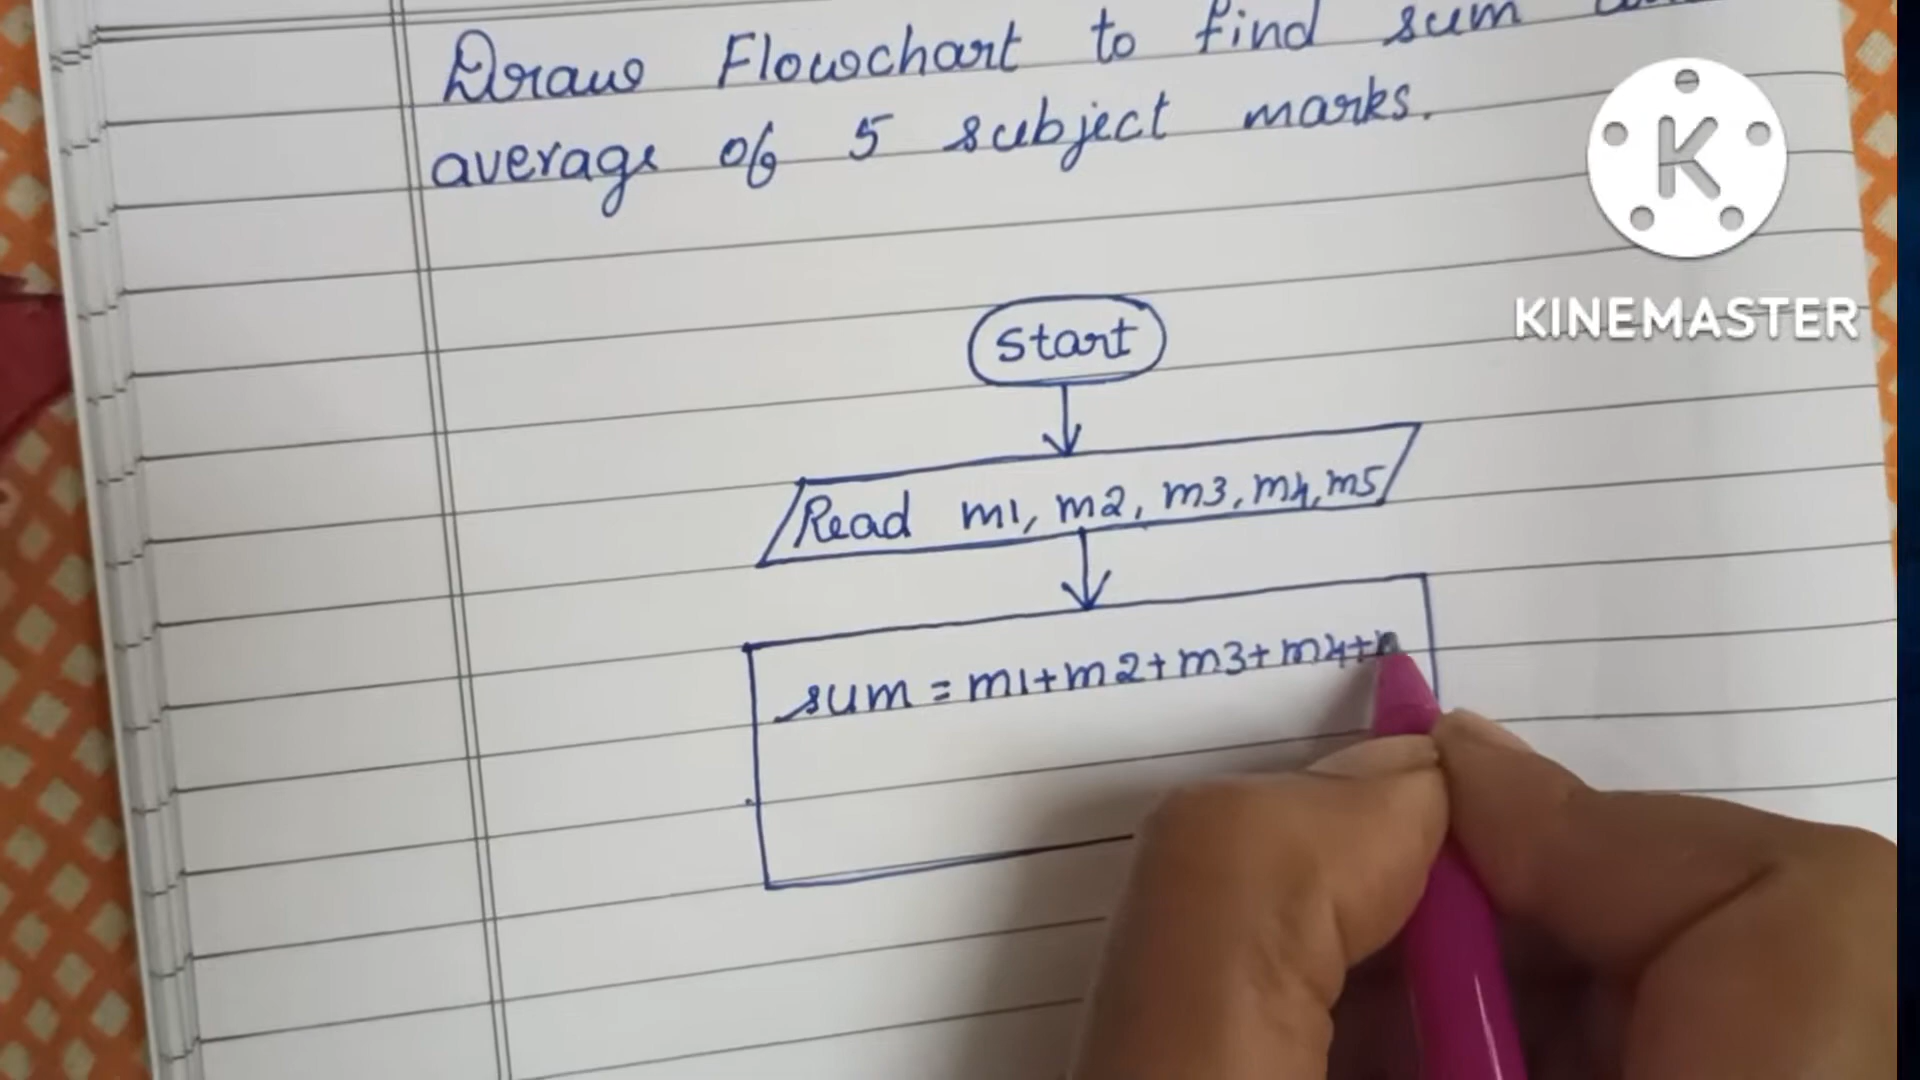 Draw Flowchart to find sum
average of 5 subject marks.
KINEMASTER
start
Read m1, m2, m3, m4, m5
sum = m1+m2+m3+m4+